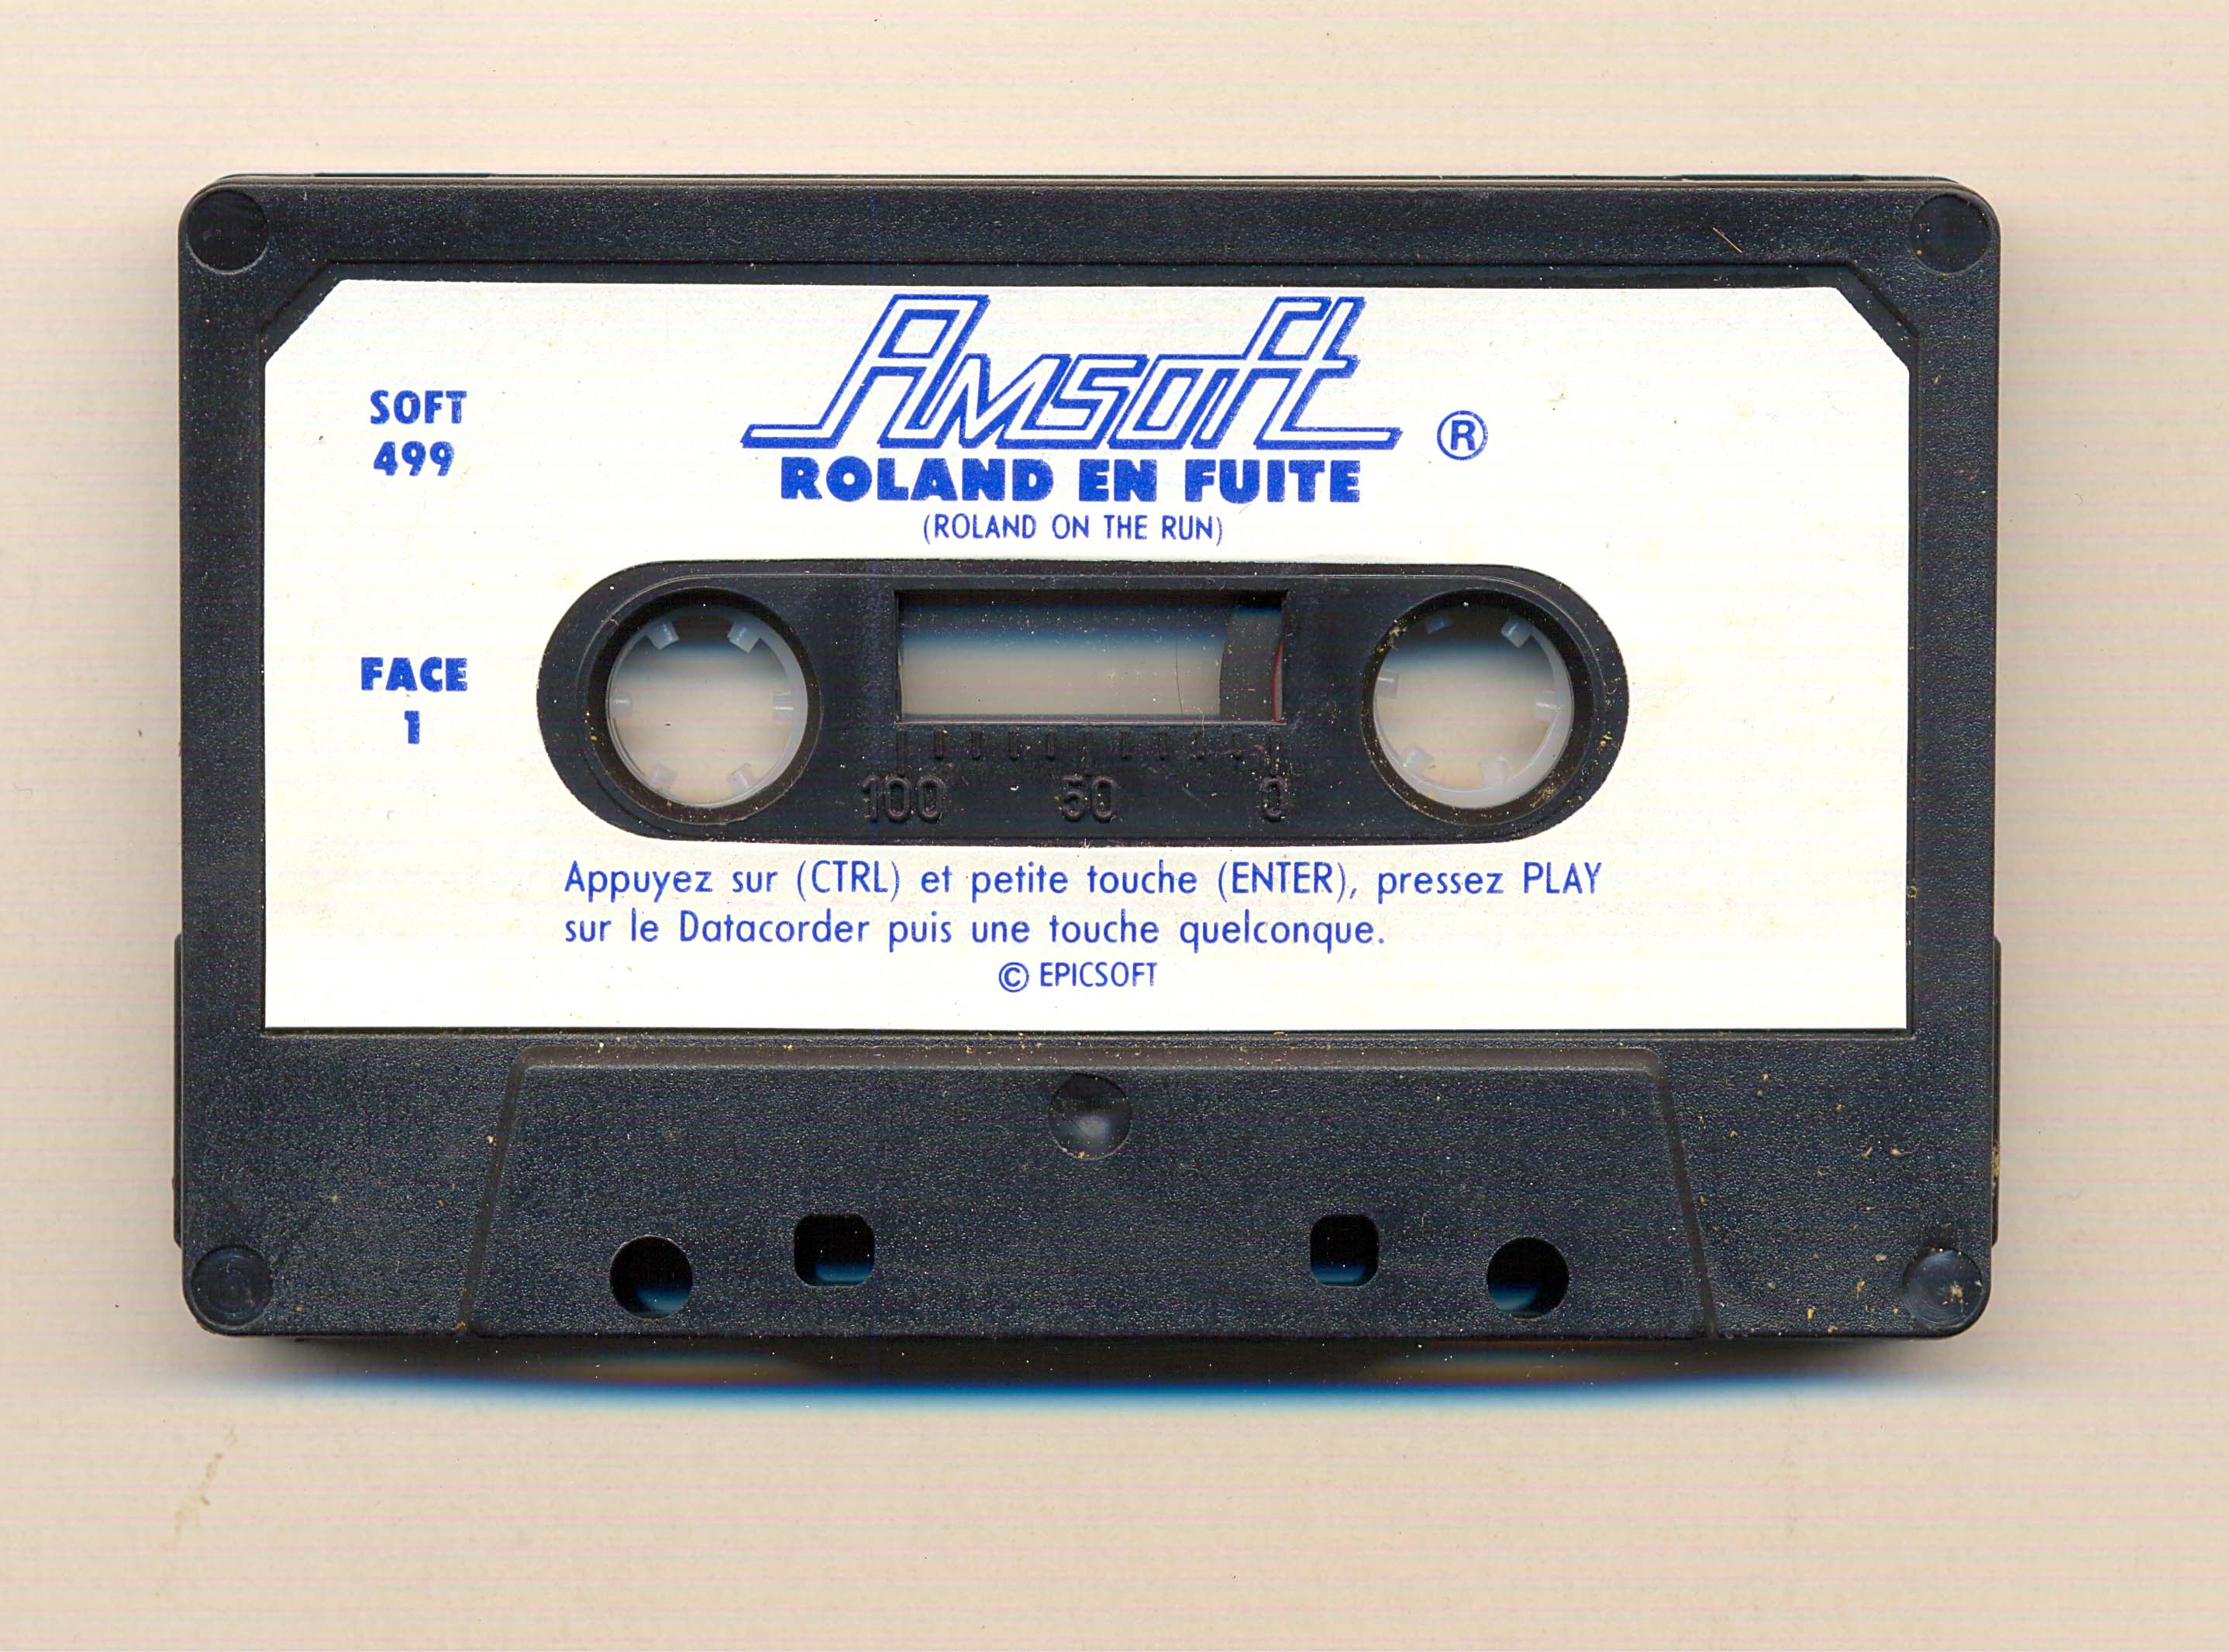 Amsoft ®
SOFT
499
ROLAND EN FUITE
(ROLAND ON THE RUN)
FACE
1
100 50 0
Appuyez sur (CTRL) et petite touche (ENTER), pressez PLAY
sur le Datacorder puis une touche quelconque.
© EPICSOFT